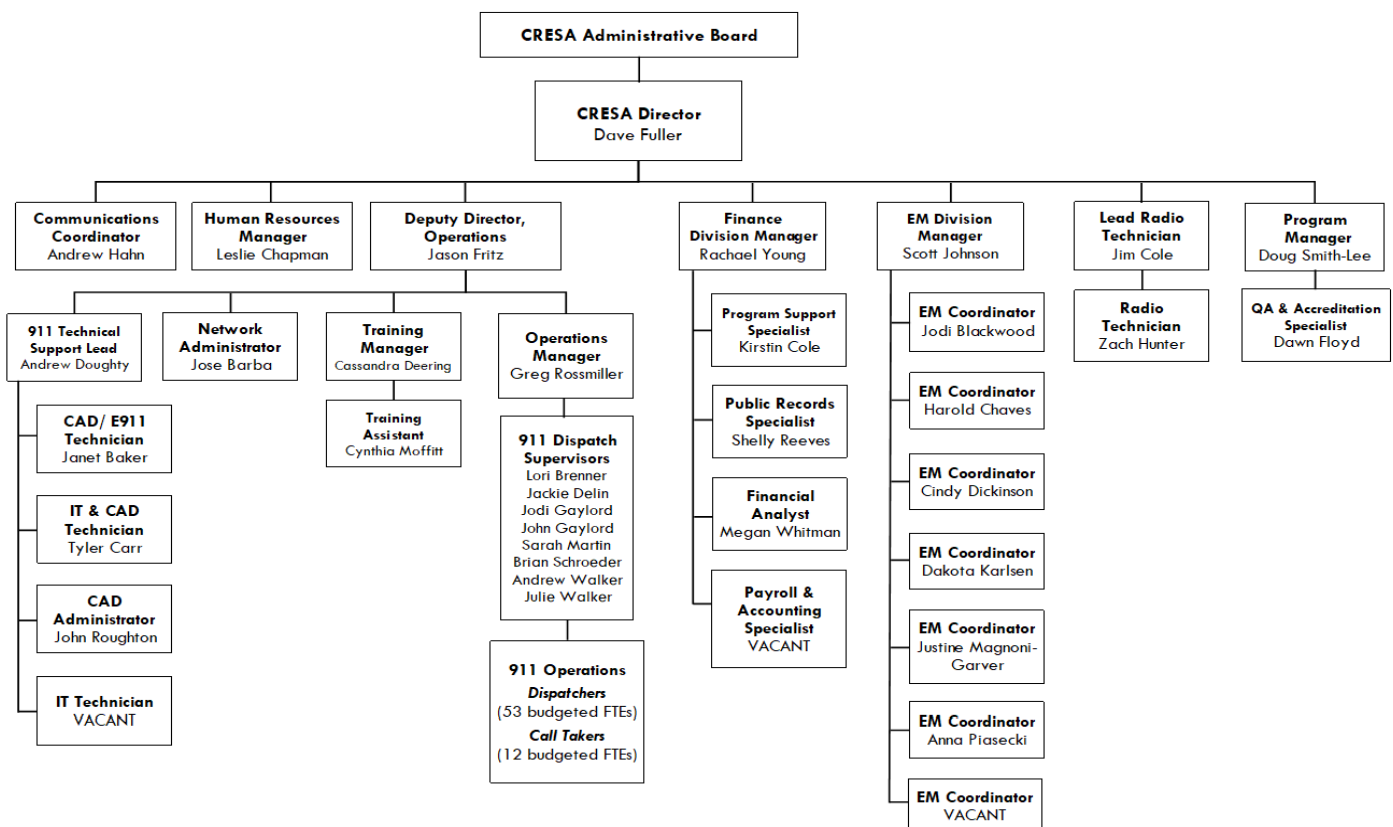 CRESA Administrative Board
CRESA Director
Dave Fuller
Communications
Coordinator
Andrew Hahn
Human Resources
Manager
Leslie Chapman
Deputy Director,
Operations
Jason Fritz
Finance
Division Manager
Rachael Young
EM Division
Manager
Scott Johnson
Lead Radio
Technician
Jim Cole
Program
Manager
Doug Smith-Lee
911 Technical
Support Lead
Andrew Doughty
Network
Administrator
Jose Barba
Training
Manager
Cassandra Deering
Operations
Manager
Greg Rossmiller
Program Support
Specialist
Kirstin Cole
EM Coordinator
Jodi Blackwood
Radio
Technician
Zach Hunter
QA & Accreditation
Specialist
Dawn Floyd
CAD/ E911
Technician
Janet Baker
Training
Assistant
Cynthia Moffitt
911 Dispatch
Supervisors
Lori Brenner
Jackie Delin
Jodi Gaylord
John Gaylord
Sarah Martin
Brian Schroeder
Andrew Walker
Julie Walker
Public Records
Specialist
Shelly Reeves
EM Coordinator
Harold Chaves
IT & CAD
Technician
Tyler Carr
Financial
Analyst
Megan Whitman
EM Coordinator
Cindy Dickinson
CAD
Administrator
John Roughton
Payroll &
Accounting
Specialist
VACANT
EM Coordinator
Dakota Karlsen
IT Technician
VACANT
911 Operations
Dispatchers
(53 budgeted FTEs)
Call Takers
(12 budgeted FTEs)
EM Coordinator
Justine Magnoni-
Garver
EM Coordinator
Anna Piasecki
EM Coordinator
VACANT